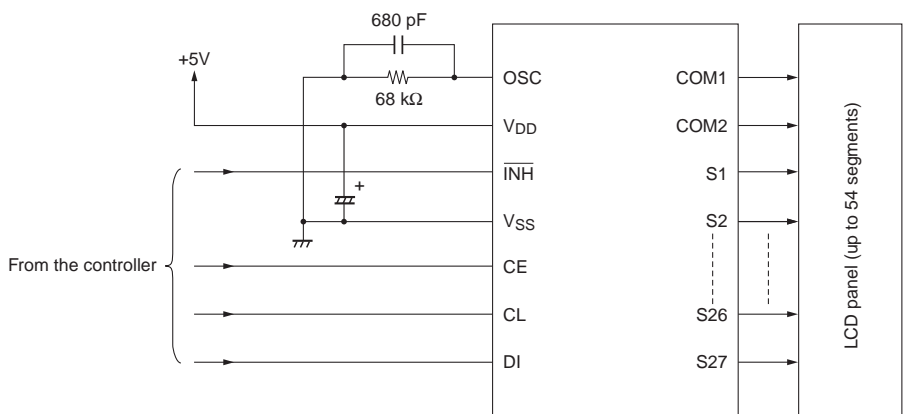 680 pF
+5V
OSC
COM1
68 kΩ
VDD
COM2
INH
S1
+
VSS
S2
From the controller
CE
CL
S26
DI
S27
LCD panel (up to 54 segments)